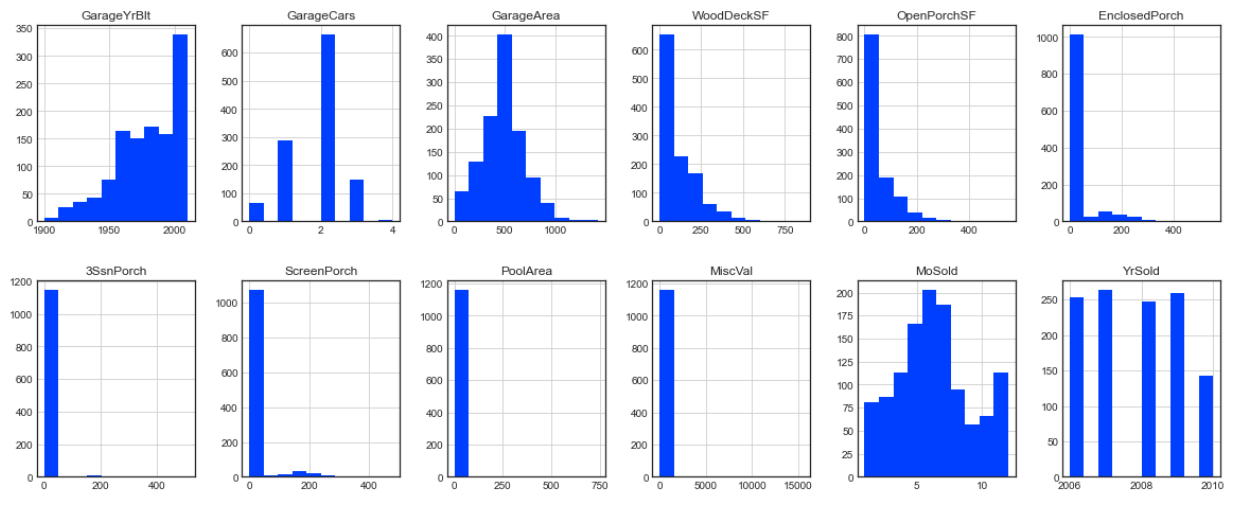 GarageYrBlt GarageCars GarageArea WoodDeckSF OpenPorchSF EnclosedPorch
350 300 250 200 150 100 50 0
1900 1950 2000
600 500 400 300 200 100 0
0 2 4
400 350 300 250 200 150 100 50 0
0 500 1000
600 500 400 300 200 100 0
0 250 500 750
800 700 600 500 400 300 200 100 0
0 200 400
1000 800 600 400 200 0
0 200 400
3SsnPorch ScreenPorch PoolArea MiscVal MoSold YrSold
1200 1000 800 600 400 200 0
0 200 400
1000 800 600 400 200 0
0 200 400
1200 1000 800 600 400 200 0
0 250 500 750
1200 1000 800 600 400 200 0
0 5000 10000 15000
200 175 150 125 100 75 50 25 0
5 10
250 200 150 100 50 0
2006 2008 2010